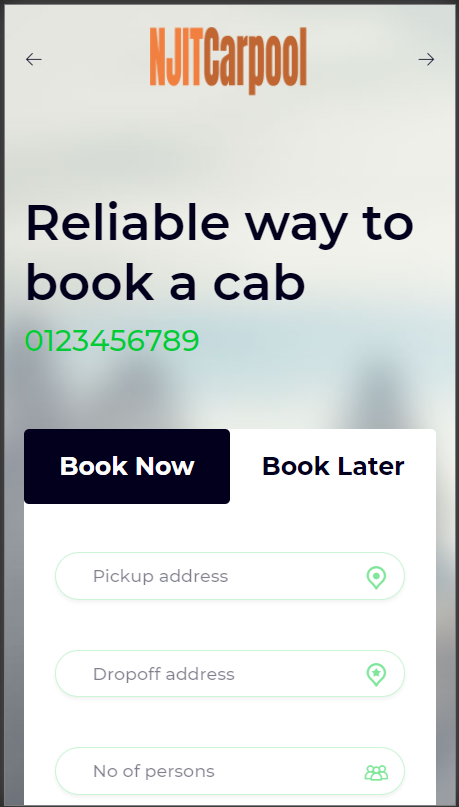 NJITCarpool
Reliable way to
book a cab
0123456789
Book Now
Book Later
Pickup address
Dropoff address
No of persons